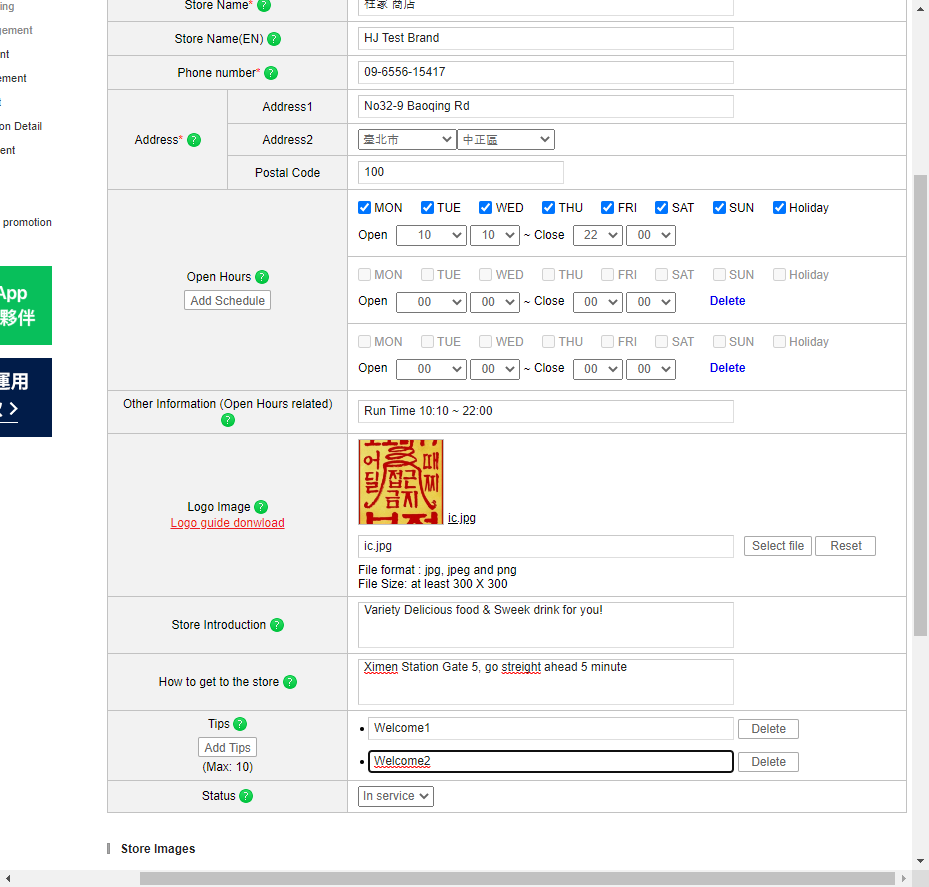 ing
Store Name* ?
商店
gement
Store Name(EN) ?
HJ Test Brand
nt
ement
Phone number* ?
09-6556-15417
t
on Detail
ent
promotion
App
夥伴
運用
Address* ?
Address1
No32-9 Baoqing Rd
Address2
臺北市
中正區
Postal Code
100
Open Hours ?
Add Schedule
MON TUE WED THU FRI SAT SUN Holiday
Open 10 10 ~ Close 22 00
MON TUE WED THU FRI SAT SUN Holiday
Open 00 00 ~ Close 00 00 Delete
MON TUE WED THU FRI SAT SUN Holiday
Open 00 00 ~ Close 00 00 Delete
Other Information (Open Hours related)
?
Run Time 10:10 ~ 22:00
Logo Image ?
Logo guide donwload
어 때
딜 접근 찌
금지
ic.jpg
ic.jpg
Select file Reset
File format : jpg, jpeg and png
File Size: at least 300 X 300
Store Introduction ?
Variety Delicious food & Sweek drink for you!
How to get to the store ?
Ximen Station Gate 5, go streight ahead 5 minute
Tips ?
Add Tips
(Max: 10)
• Welcome1 Delete
• Welcome2 Delete
Status ?
In service
Store Images